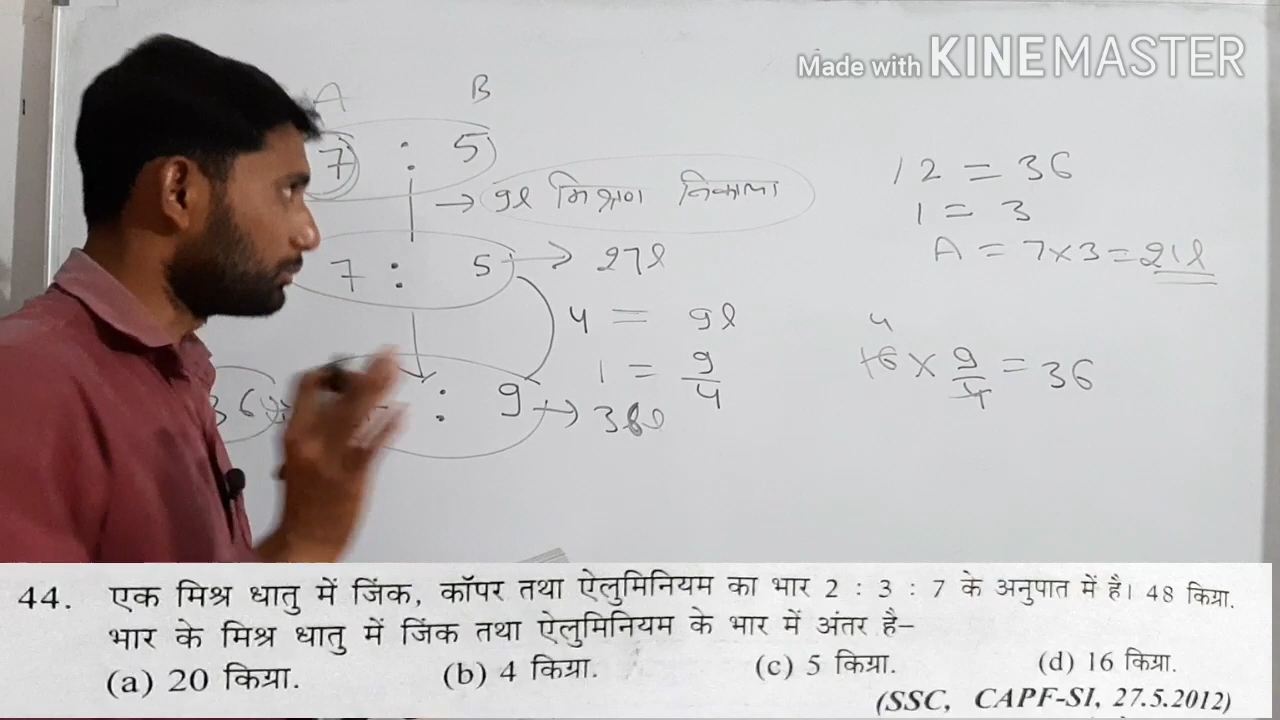 Made with KINEMASTER
A B
7 : 5
→ 9l मिश्रण निकाला
7 : 5 → 27l
4 = 9l
1 = 9/4
: 9 → 36l
12 = 36
1 = 3
A = 7×3 = 21l
4
16 × 9/4 = 36
44. एक मिश्र धातु में जिंक, कॉपर तथा ऐलुमिनियम का भार 2 : 3 : 7 के अनुपात में है। 48 किग्रा.
भार के मिश्र धातु में जिंक तथा ऐलुमिनियम के भार में अंतर है–
(a) 20 किग्रा. (b) 4 किग्रा. (c) 5 किग्रा. (d) 16 किग्रा.
(SSC, CAPF-SI, 27.5.2012)